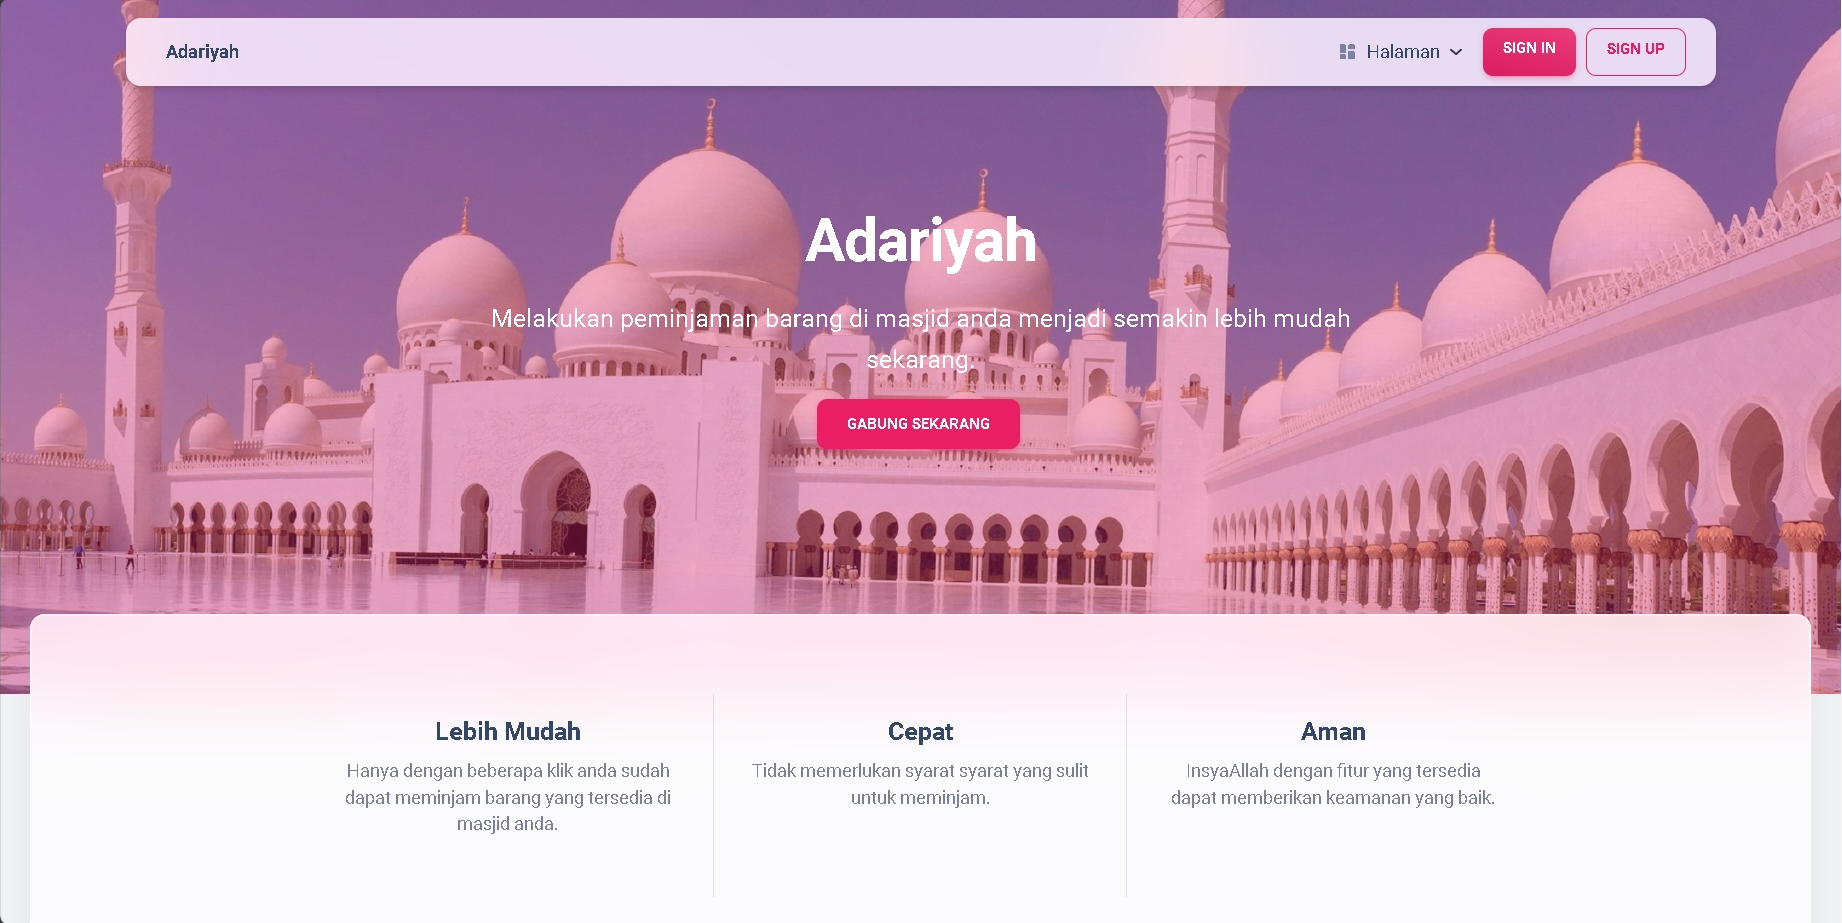 Adariyah
Halaman
SIGN IN
SIGN UP
Adariyah
Melakukan peminjaman barang di masjid anda menjadi semakin lebih mudah
sekarang.
GABUNG SEKARANG
Lebih Mudah
Hanya dengan beberapa klik anda sudah
dapat meminjam barang yang tersedia di
masjid anda.
Cepat
Tidak memerlukan syarat syarat yang sulit
untuk meminjam.
Aman
InsyaAllah dengan fitur yang tersedia
dapat memberikan keamanan yang baik.